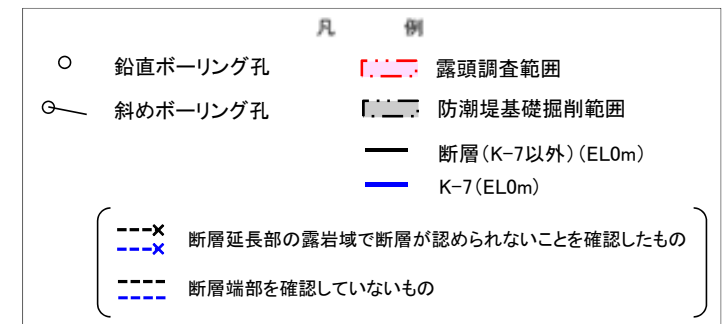 凡 例
鉛直ボーリング孔
斜めボーリング孔
露頭調査範囲
防潮堤基礎掘削範囲
断層(K-7以外)(EL0m)
K-7(EL0m)
断層延長部の露岩域で断層が認められないことを確認したもの
断層端部を確認していないもの